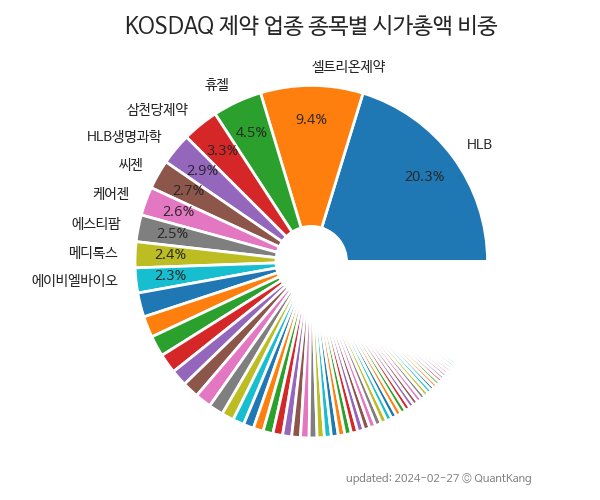 KOSDAQ 제약 업종 종목별 시가총액 비중
셀트리온제약
휴젤
삼천당제약
HLB생명과학
씨젠
케어젠
에스티팜
메디톡스
에이비엘바이오
HLB
20.3%
9.4%
4.5%
3.3%
2.9%
2.7%
2.6%
2.5%
2.4%
2.3%
updated: 2024-02-27 © QuantKang